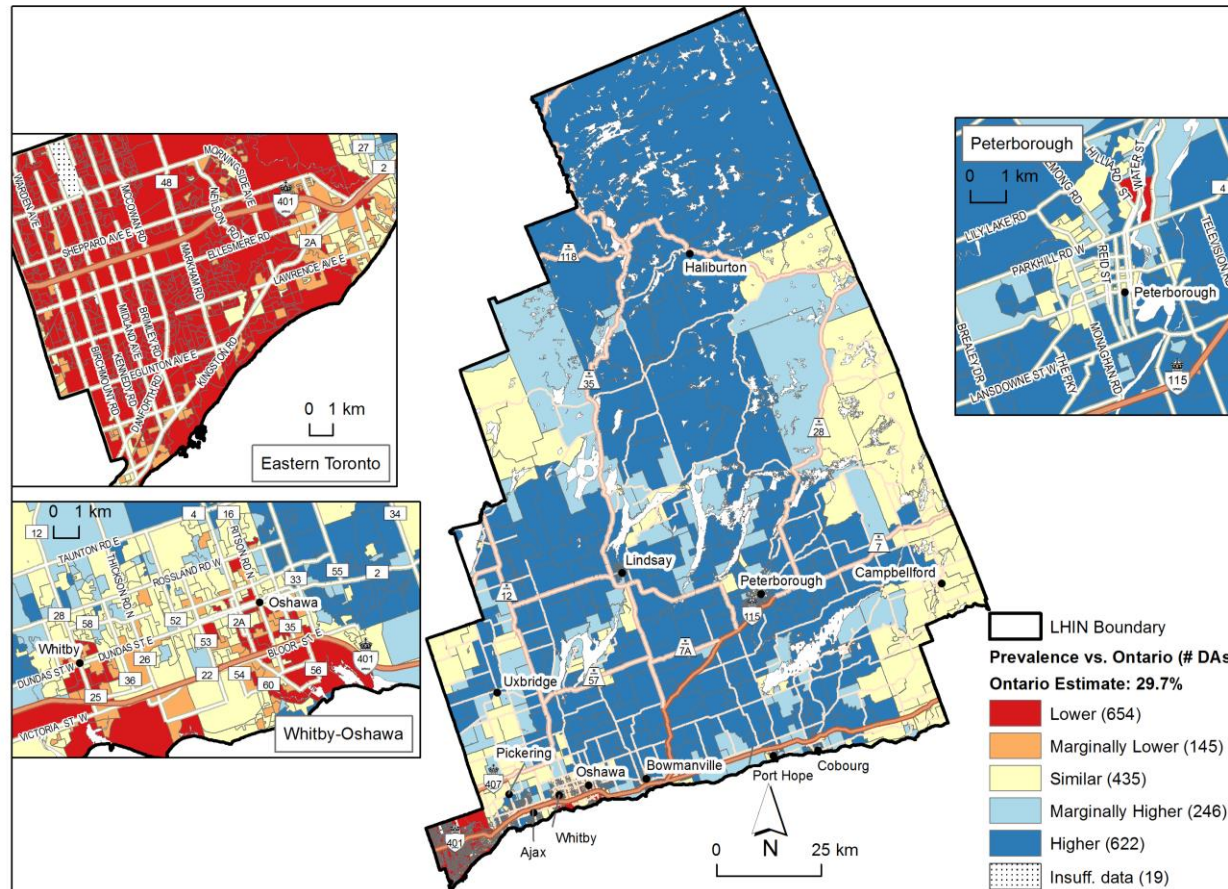 27
2
MORNINGSIDE AVE
48
WARDEN AVE
MCCOWAN RD
NEILSON RD
401
SHEPPARD AVE E
ELLESMERE RD
2A
MARKHAM RD
LAWRENCE AVE E
BRIMLEY RD
MIDLAND AVE
KENNEDY RD
BIRCHMOUNT RD
EGLINTON AVE E
DANFORTH RD
KINGSTON RD
0 1 km
Eastern Toronto
0 1 km
12
4
16
34
TAUNTON RD E
RITSON RD N
THICKSON RD N
ROSSLAND RD W
33
55
2
28
58
52
Oshawa
2A
35
53
Whitby
DUNDAS ST E
DUNDAS ST W
26
BLOOR ST E
401
36
22
54
56
25
60
VICTORIA ST W
Whitby-Oshawa
118
Haliburton
35
28
Lindsay
7
12
Peterborough
Campbellford
115
7A
57
Uxbridge
Pickering
407
Oshawa
Bowmanville
Port Hope
Cobourg
401
Ajax
Whitby
N
0 25 km
Peterborough
0 1 km
HILLIARD ST
WATER ST
4
LILY LAKE RD
TELEVISION RD
PARKHILL RD W
REID ST
Peterborough
BREALEY DR
MONAGHAN RD
THE PKY
LANSDOWNE ST W
115
LHIN Boundary
Prevalence vs. Ontario (# DAs
Ontario Estimate: 29.7%
Lower (654)
Marginally Lower (145)
Similar (435)
Marginally Higher (246)
Higher (622)
Insuff. data (19)